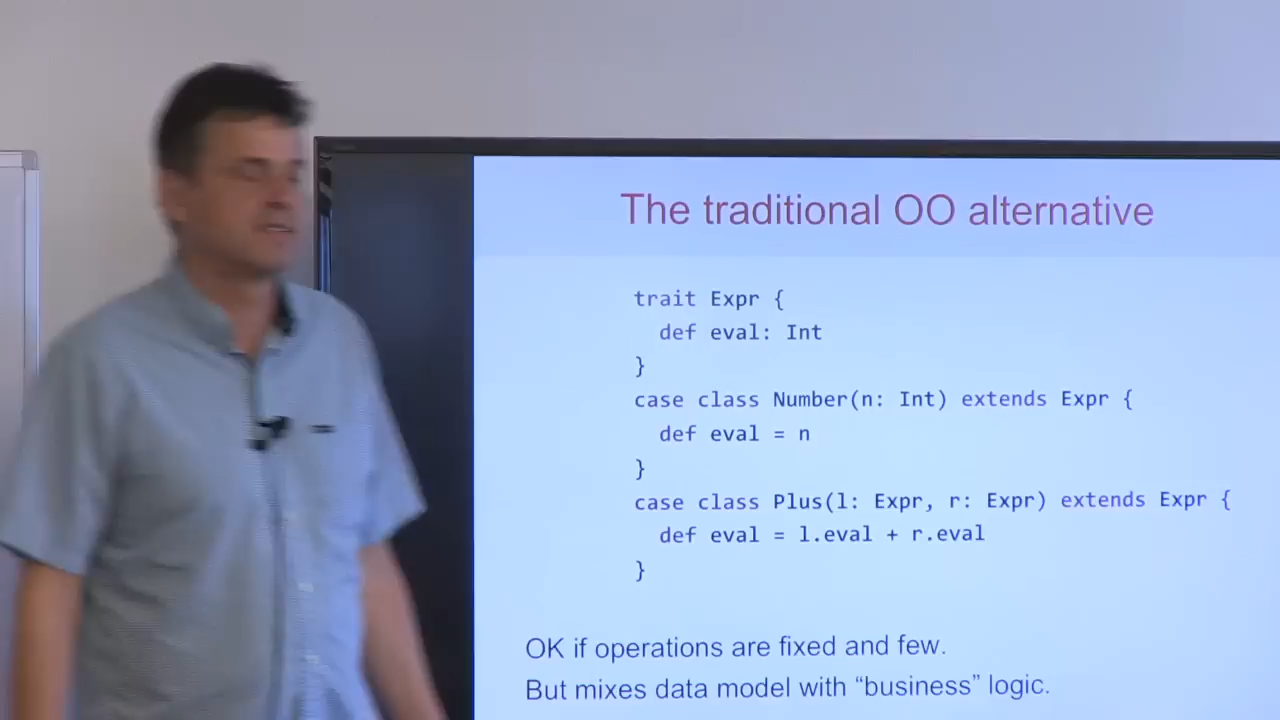 The traditional OO alternative
trait Expr {
  def eval: Int
}
case class Number(n: Int) extends Expr {
  def eval = n
}
case class Plus(l: Expr, r: Expr) extends Expr {
  def eval = l.eval + r.eval
}
OK if operations are fixed and few.
But mixes data model with “business” logic.